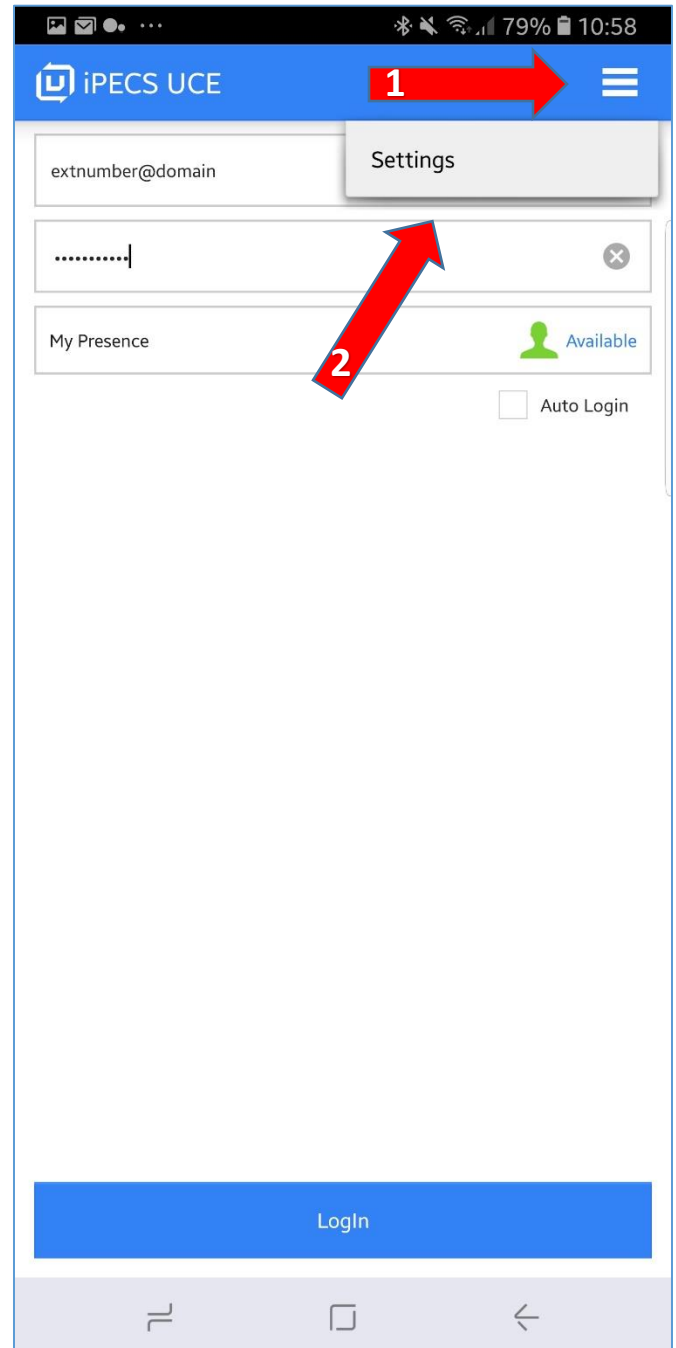 79% 10:58
iPECS UCE
1
Settings
extnumber@domain
•••••••••••
2
My Presence
Available
Auto Login
LogIn